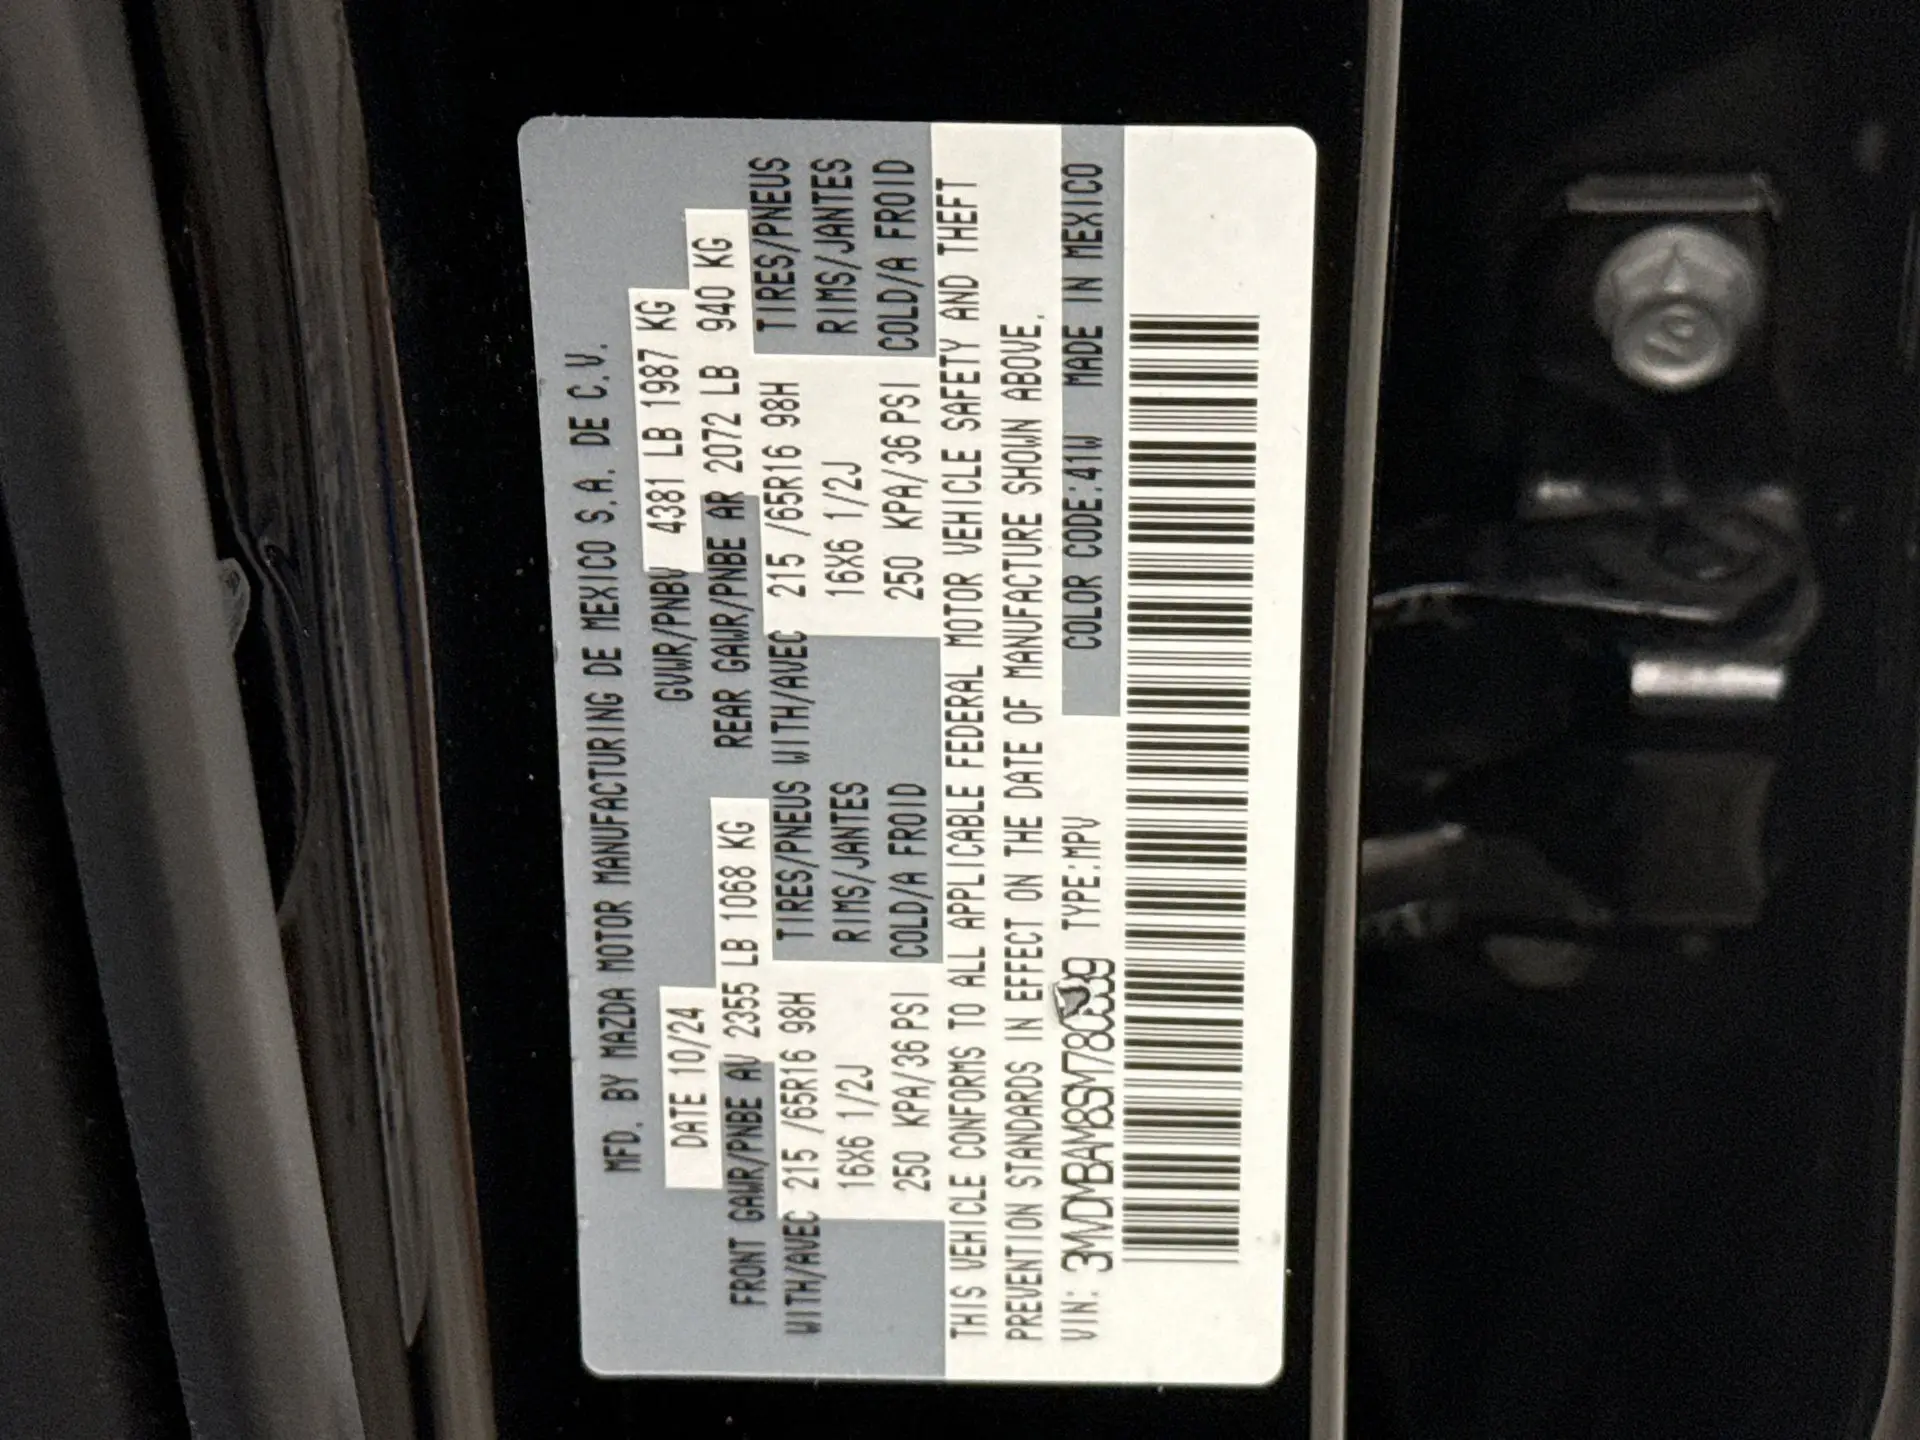 MFD. BY MAZDA MOTOR MANUFACTURING DE MEXICO S.A. DE C.V.
DATE 10/24 GVWR/PNBV 4381 LB 1987 KG
FRONT GAWR/PNBE AV 2355 LB 1068 KG REAR GAWR/PNBE AR 2072 LB 940 KG
WITH/AVEC 215 /65R16 98H TIRES/PNEUS WITH/AVEC 215 /65R16 98H TIRES/PNEUS
16X6 1/2J RIMS/JANTES 16X6 1/2J RIMS/JANTES
250 KPA/36 PSI COLD/A FROID 250 KPA/36 PSI COLD/A FROID
THIS VEHICLE CONFORMS TO ALL APPLICABLE FEDERAL MOTOR VEHICLE SAFETY AND THEFT
PREVENTION STANDARDS IN EFFECT ON THE DATE OF MANUFACTURE SHOWN ABOVE.
VIN: TYPE:MPV COLOR CODE:41W MADE IN MEXICO